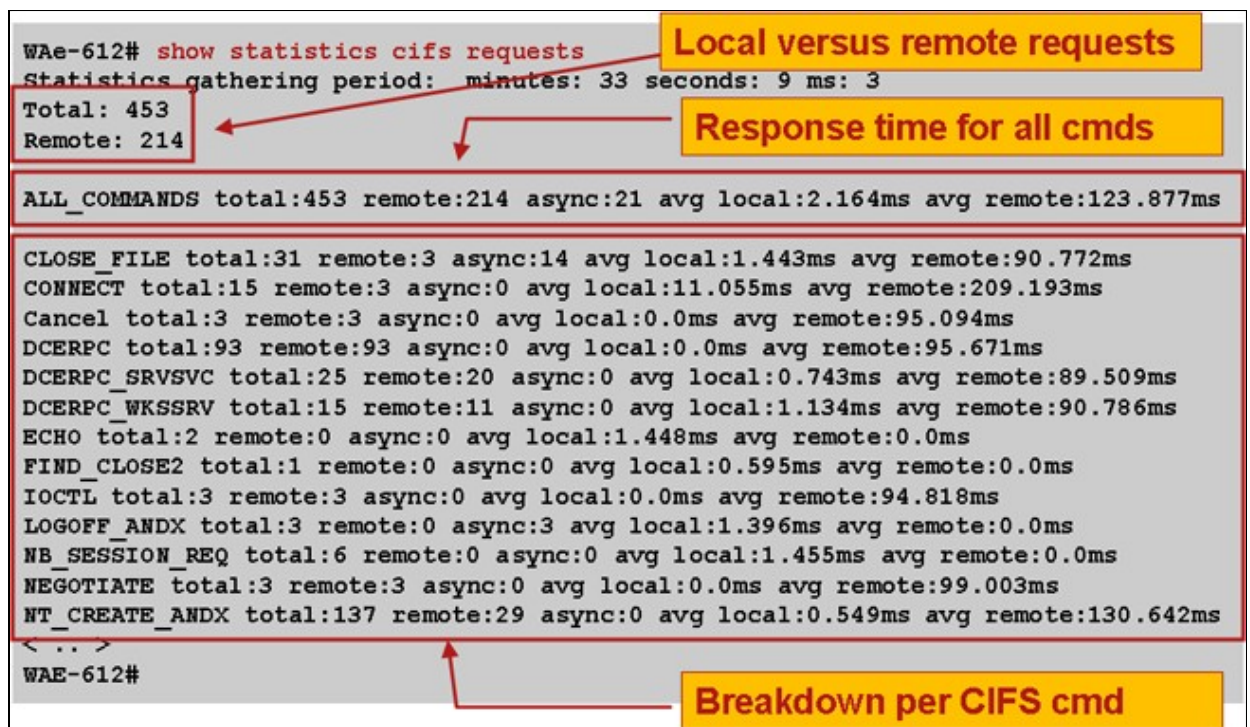 WAe-612# show statistics cifs requests
Local versus remote requests
Statistics gathering period:  minutes: 33 seconds: 9 ms: 3
Total: 453
Remote: 214
Response time for all cmds
ALL_COMMANDS total:453 remote:214 async:21 avg local:2.164ms avg remote:123.877ms
CLOSE_FILE total:31 remote:3 async:14 avg local:1.443ms avg remote:90.772ms
CONNECT total:15 remote:3 async:0 avg local:11.055ms avg remote:209.193ms
Cancel total:3 remote:3 async:0 avg local:0.0ms avg remote:95.094ms
DCERPC total:93 remote:93 async:0 avg local:0.0ms avg remote:95.671ms
DCERPC_SRVSVC total:25 remote:20 async:0 avg local:0.743ms avg remote:89.509ms
DCERPC_WKSSRV total:15 remote:11 async:0 avg local:1.134ms avg remote:90.786ms
ECHO total:2 remote:0 async:0 avg local:1.448ms avg remote:0.0ms
FIND_CLOSE2 total:1 remote:0 async:0 avg local:0.595ms avg remote:0.0ms
IOCTL total:3 remote:3 async:0 avg local:0.0ms avg remote:94.818ms
LOGOFF_ANDX total:3 remote:0 async:3 avg local:1.396ms avg remote:0.0ms
NB_SESSION_REQ total:6 remote:0 async:0 avg local:1.455ms avg remote:0.0ms
NEGOTIATE total:3 remote:3 async:0 avg local:0.0ms avg remote:99.003ms
NT_CREATE_ANDX total:137 remote:29 async:0 avg local:0.549ms avg remote:130.642ms
< .. >
WAE-612#
Breakdown per CIFS cmd